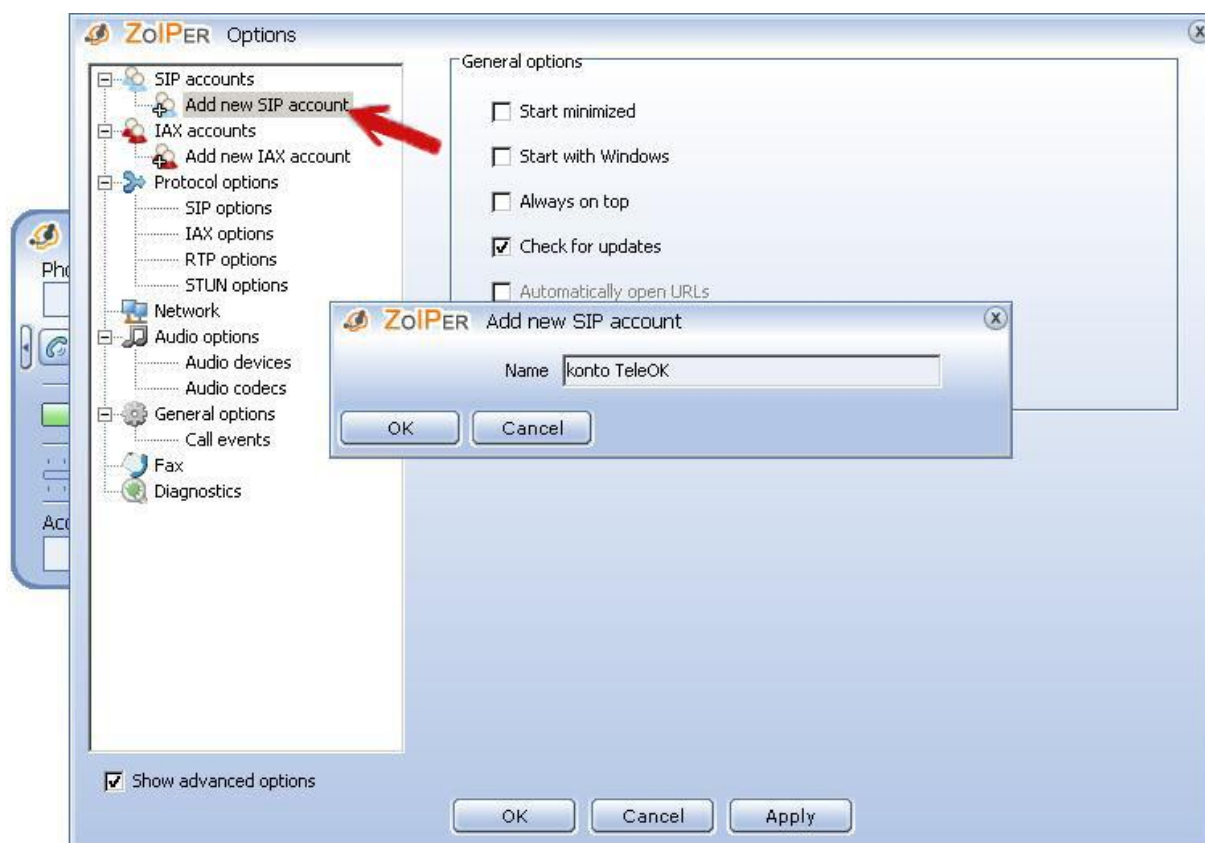 ZOIPER Options
SIP accounts
Add new SIP account
IAX accounts
Add new IAX account
Protocol options
SIP options
IAX options
RTP options
STUN options
Network
Audio options
Audio devices
Audio codecs
General options
Call events
Fax
Diagnostics
Show advanced options
General options
Start minimized
Start with Windows
Always on top
Check for updates
Automatically open URLs
ZOIPER Add new SIP account
Name konto TeleOK
OK Cancel
OK Cancel Apply